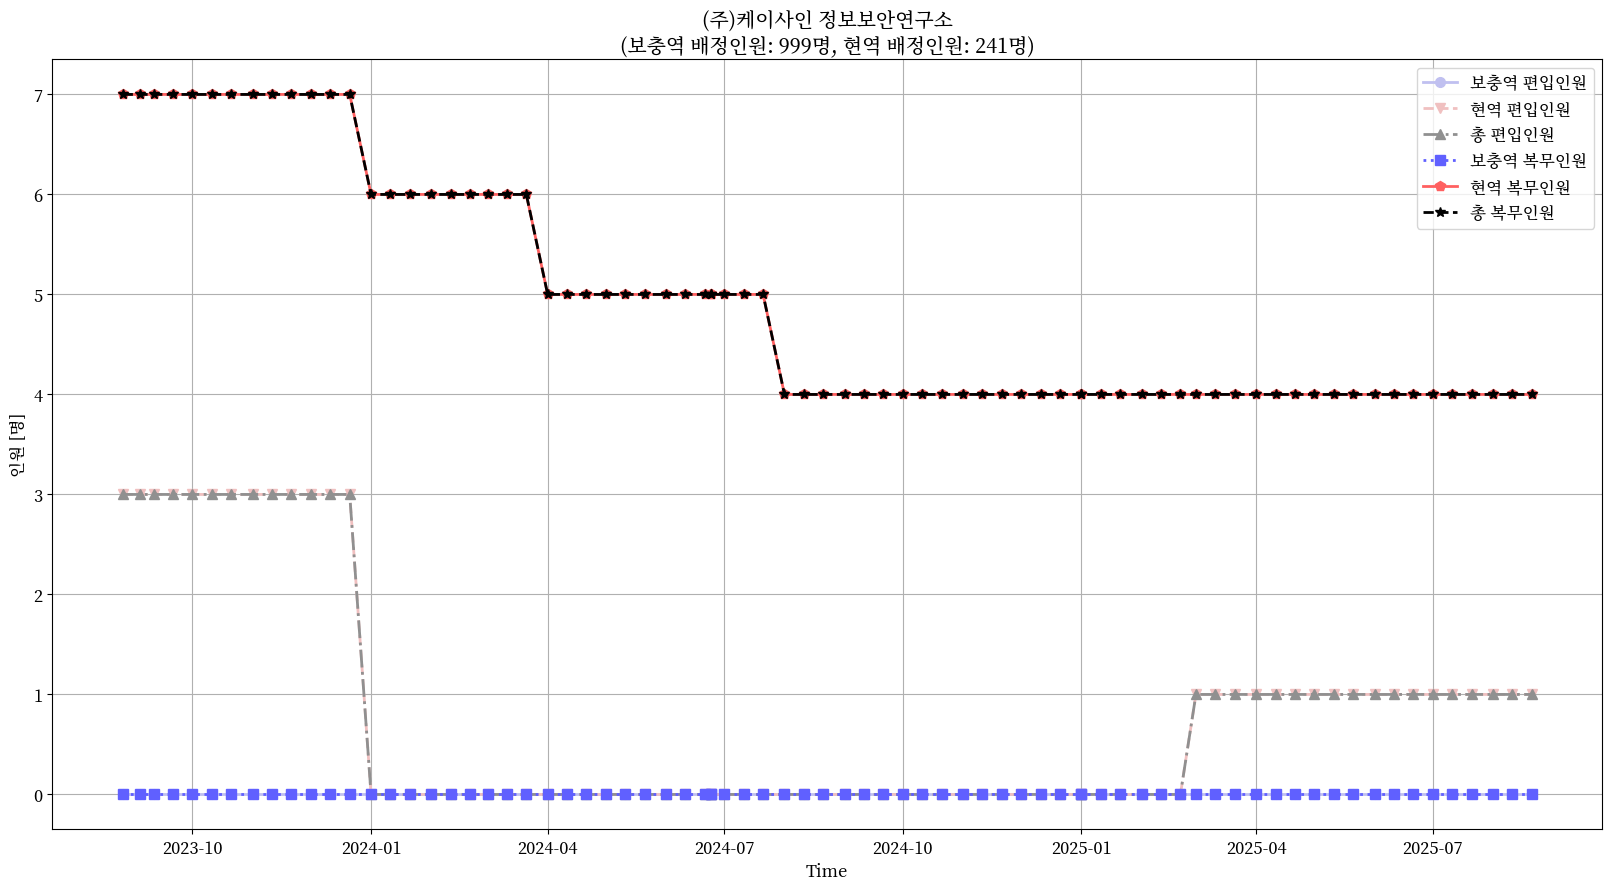 (주)케이사인 정보보안연구소
(보충역 배정인원: 999명, 현역 배정인원: 241명)
보충역 편입인원
현역 편입인원
총 편입인원
보충역 복무인원
현역 복무인원
총 복무인원
인원 [명]
7
6
5
4
3
2
1
0
2023-10
2024-01
2024-04
2024-07
2024-10
2025-01
2025-04
2025-07
Time